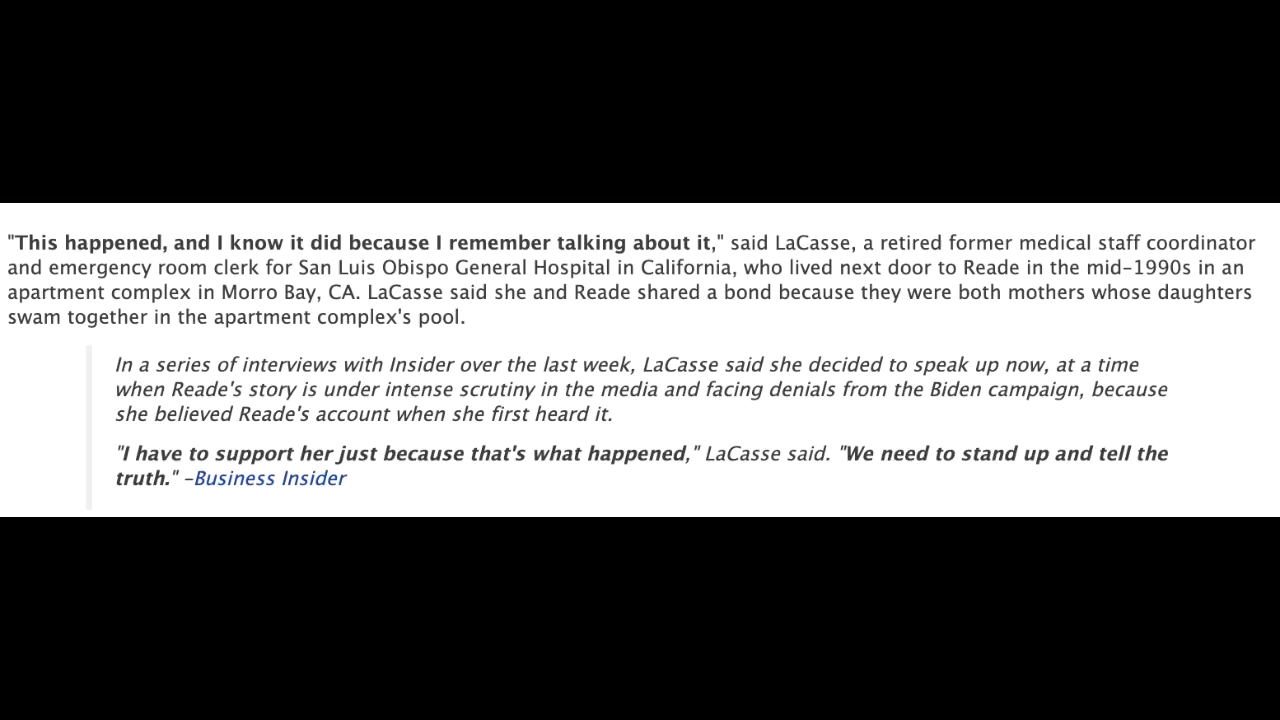 "This happened, and I know it did because I remember talking about it," said LaCasse, a retired former medical staff coordinator
and emergency room clerk for San Luis Obispo General Hospital in California, who lived next door to Reade in the mid-1990s in an
apartment complex in Morro Bay, CA. LaCasse said she and Reade shared a bond because they were both mothers whose daughters
swam together in the apartment complex's pool.
In a series of interviews with Insider over the last week, LaCasse said she decided to speak up now, at a time
when Reade's story is under intense scrutiny in the media and facing denials from the Biden campaign, because
she believed Reade's account when she first heard it.
"I have to support her just because that's what happened," LaCasse said. "We need to stand up and tell the
truth." –Business Insider